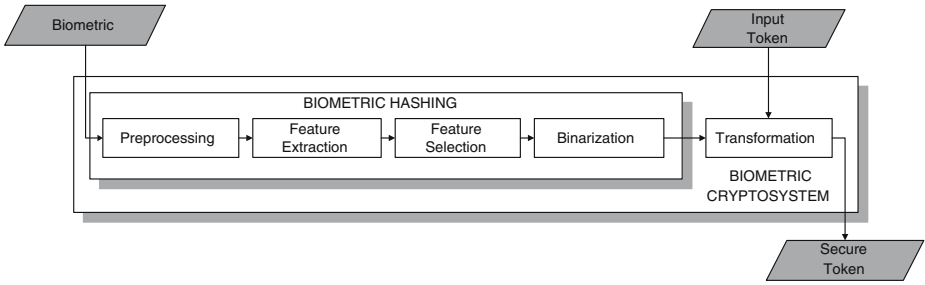 Biometric
Input
Token
BIOMETRIC HASHING
Preprocessing
Feature
Extraction
Feature
Selection
Binarization
Transformation
BIOMETRIC
CRYPTOSYSTEM
Secure
Token